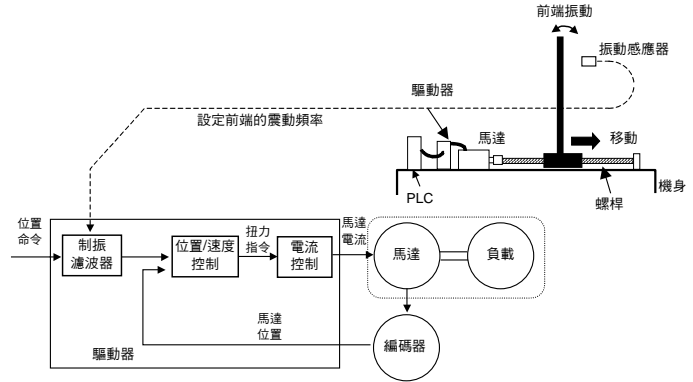 前端振動
振動感應器
驅動器
設定前端的震動頻率
馬達
移動
PLC
機身
螺桿
位置
命令
制振
濾波器
位置/速度
控制
扭力
指令
電流
控制
馬達
電流
馬達
負載
馬達
位置
編碼器
驅動器